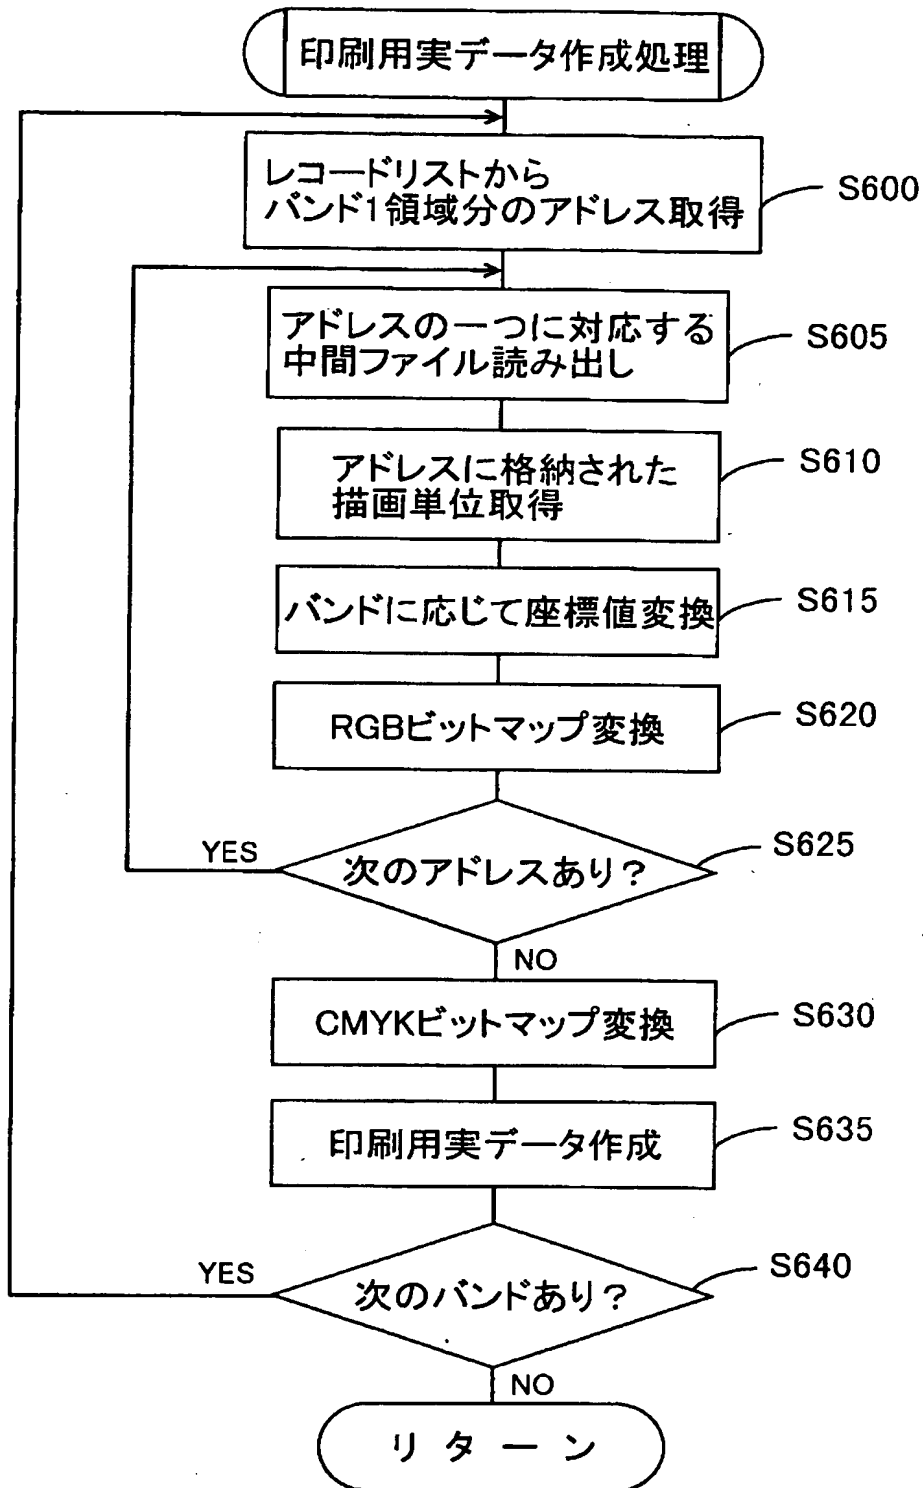 印刷用実データ作成処理
レコードリストから
バンド1領域分のアドレス取得
S600
アドレスの一つに対応する
中間ファイル読み出し
S605
アドレスに格納された
描画単位取得
S610
バンドに応じて座標値変換
S615
RGBビットマップ変換
S620
次のアドレスあり?
S625
YES
NO
CMYKビットマップ変換
S630
印刷用実データ作成
S635
次のバンドあり?
S640
YES
NO
リターン